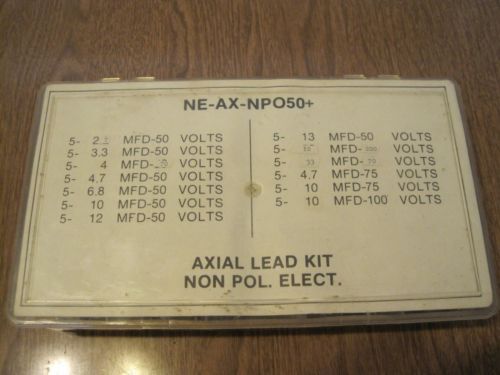 NE-AX-NPO50+
5- 2. MFD-50 VOLTS
5- 3.3 MFD-50 VOLTS
5- 4 MFD- VOLTS
5- 4.7 MFD-50 VOLTS
5- 6.8 MFD-50 VOLTS
5- 10 MFD-50 VOLTS
5- 12 MFD-50 VOLTS
5- 13 MFD-50 VOLTS
5- MFD- VOLTS
5- 33 MFD- VOLTS
5- 4.7 MFD-75 VOLTS
5- 10 MFD-75 VOLTS
5- 10 MFD-100 VOLTS
AXIAL LEAD KIT
NON POL. ELECT.